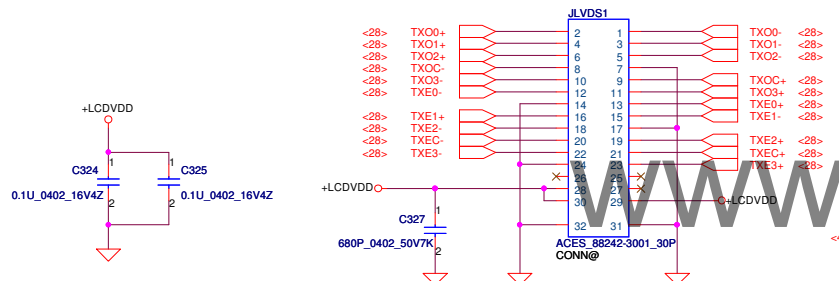 JLVDS1
<28> TXO0+ 2 1 TXO0- <28>
<28> TXO1+ 4 3 TXO1- <28>
<28> TXO2+ 6 5 TXO2- <28>
<28> TXOC- 8 7
<28> TXO3- 10 9 TXOC+ <28>
<28> TXE0- 12 11 TXO3+ <28>
14 13 TXE0+ <28>
<28> TXE1+ 16 15 TXE1- <28>
<28> TXE2- 18 17
<28> TXEC- 20 19 TXE2+ <28>
<28> TXE3- 22 21 TXEC+ <28>
24 23 TXE3+ <28>
26 25
+LCDVDD 28 27
30 29 +LCDVDD
32 31
ACES_88242-3001_30P
CONN@
1
C327
680P_0402_50V7K
2
+LCDVDD
1 1
C324 C325
0.1U_0402_16V4Z 0.1U_0402_16V4Z
2 2
www